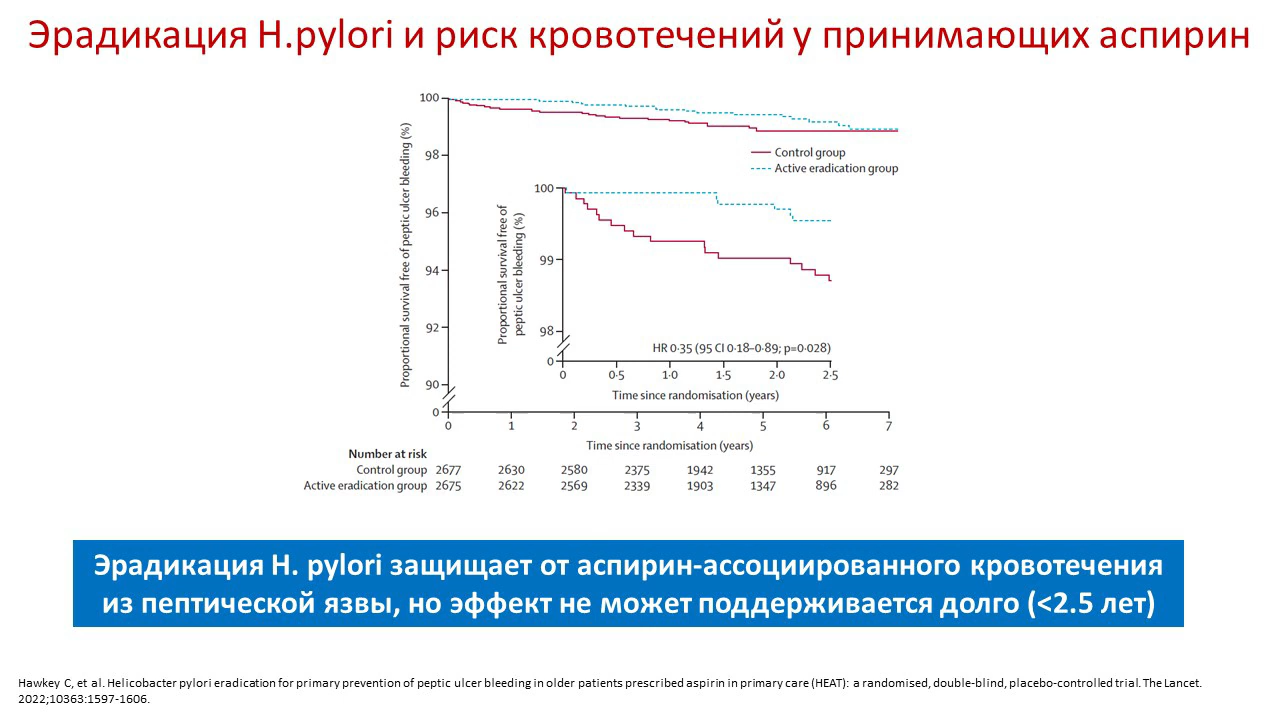 Эрадикация H.pylori и риск кровотечений у принимающих аспирин
Proportional survival free of peptic ulcer bleeding (%)
100
98
96
94
92
90
0
Control group
Active eradication group
Proportional survival free of
peptic ulcer bleeding (%)
100
99
98
0
HR 0·35 (95 CI 0·18–0·89; p=0·028)
0 0·5 1·0 1·5 2·0 2·5
Time since randomisation (years)
0 1 2 3 4 5 6 7
Time since randomisation (years)
Number at risk
Control group 2677 2630 2580 2375 1942 1355 917 297
Active eradication group 2675 2622 2569 2339 1903 1347 896 282
Эрадикация H. pylori защищает от аспирин-ассоциированного кровотечения
из пептической язвы, но эффект не может поддерживается долго (<2.5 лет)
Hawkey C, et al. Helicobacter pylori eradication for primary prevention of peptic ulcer bleeding in older patients prescribed aspirin in primary care (HEAT): a randomised, double-blind, placebo-controlled trial. The Lancet.
2022;10363:1597-1606.